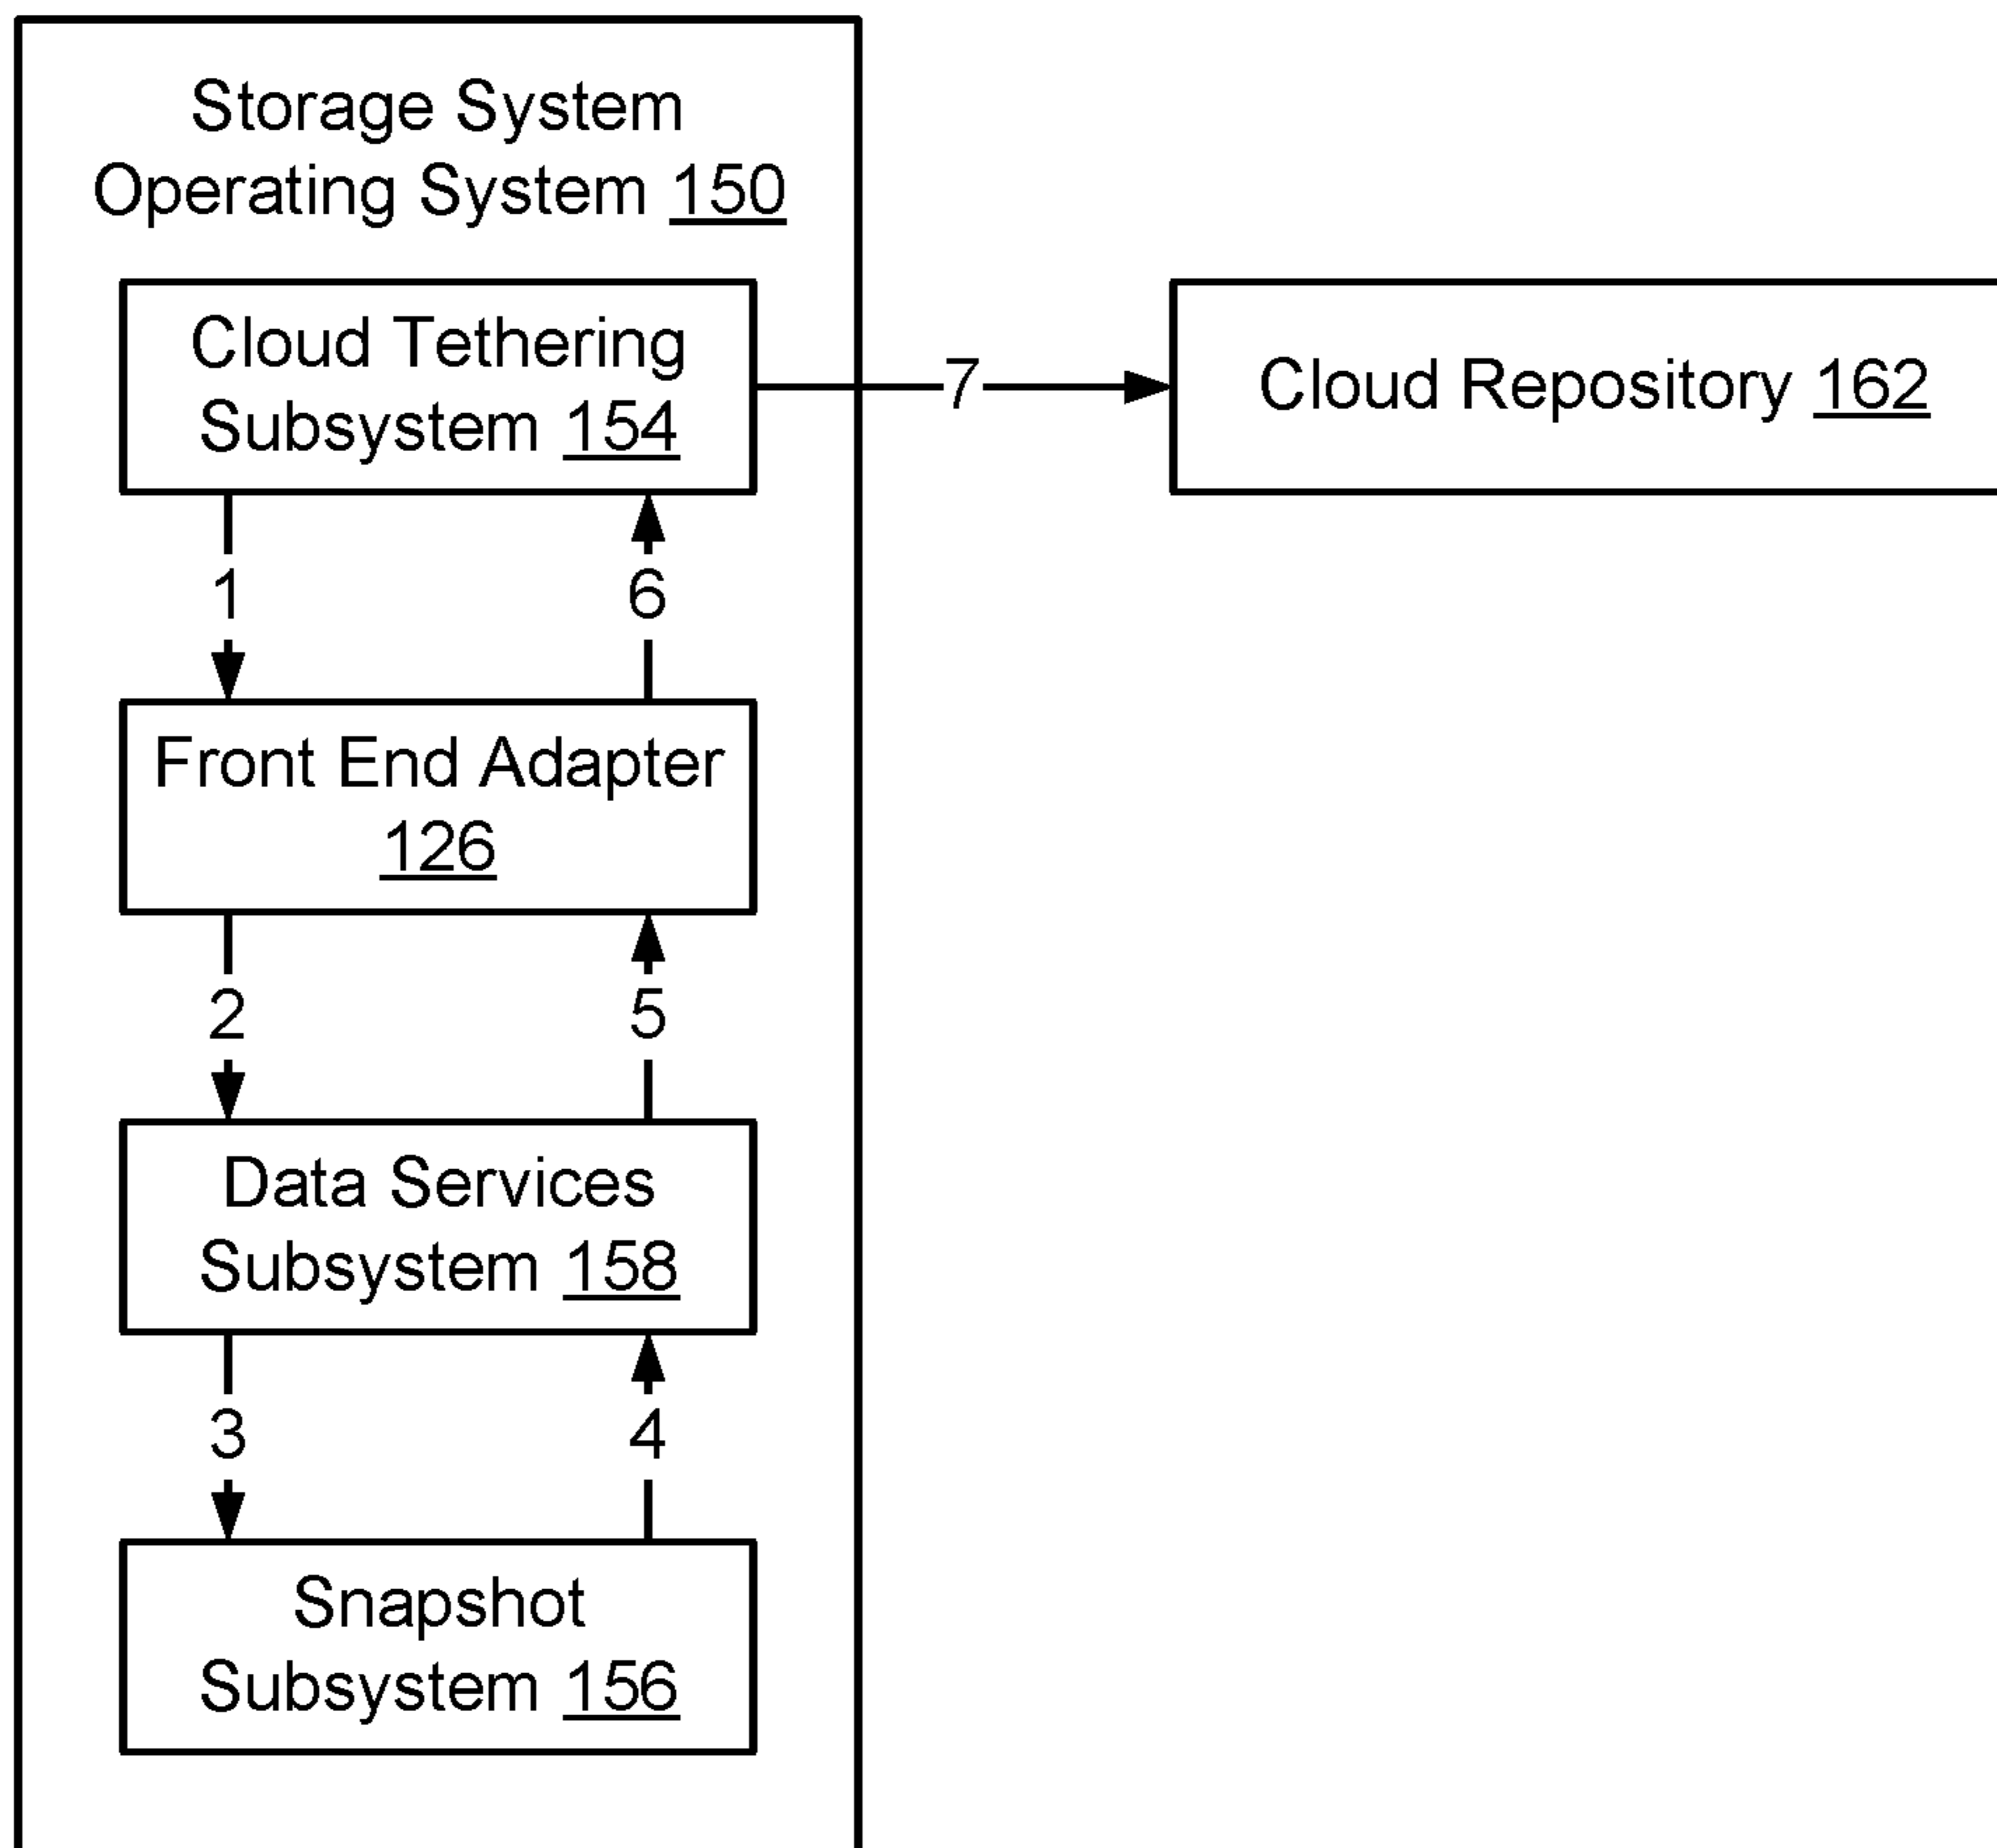 Storage System
Operating System 150
Cloud Tethering
Subsystem 154
7
Cloud Repository 162
1
6
Front End Adapter
126
2
5
Data Services
Subsystem 158
3
4
Snapshot
Subsystem 156